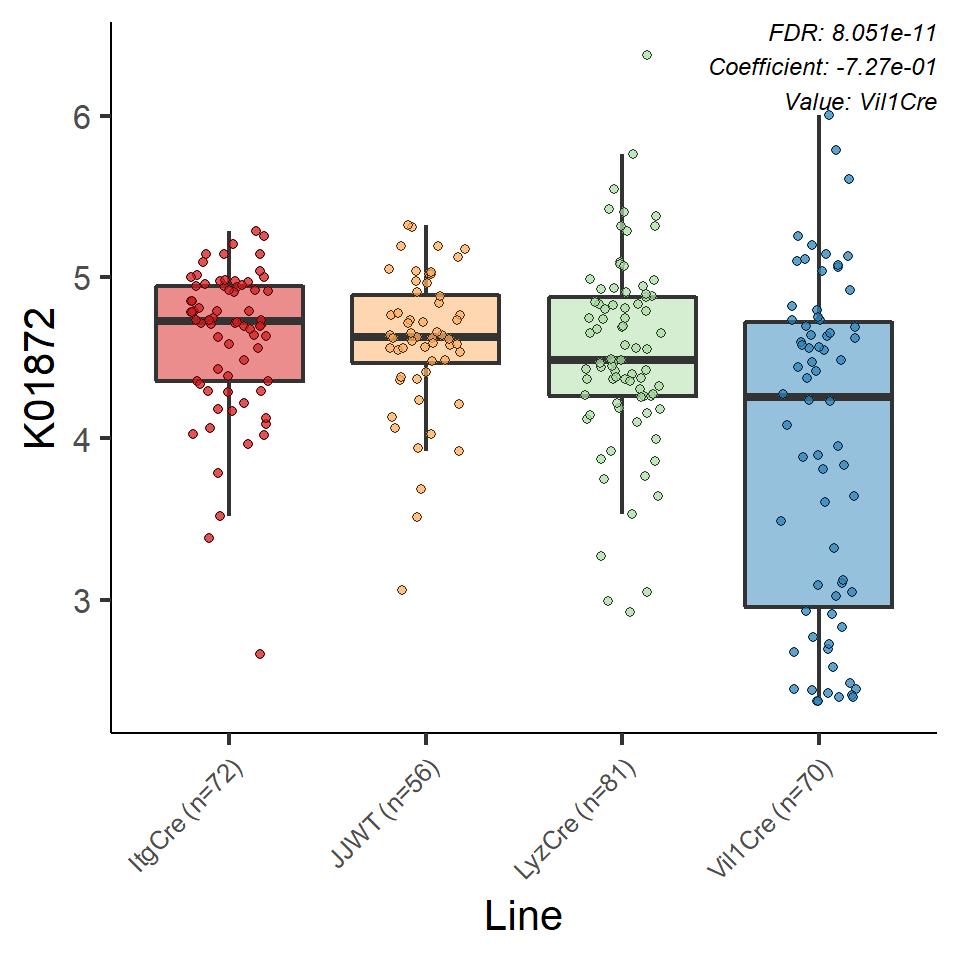 FDR: 8.051e-11
Coefficient: -7.27e-01
Value: Vil1Cre
K01872
6
5
4
3
ItgCre (n=72)
JJWT (n=56)
LyzCre (n=81)
Vil1Cre (n=70)
Line